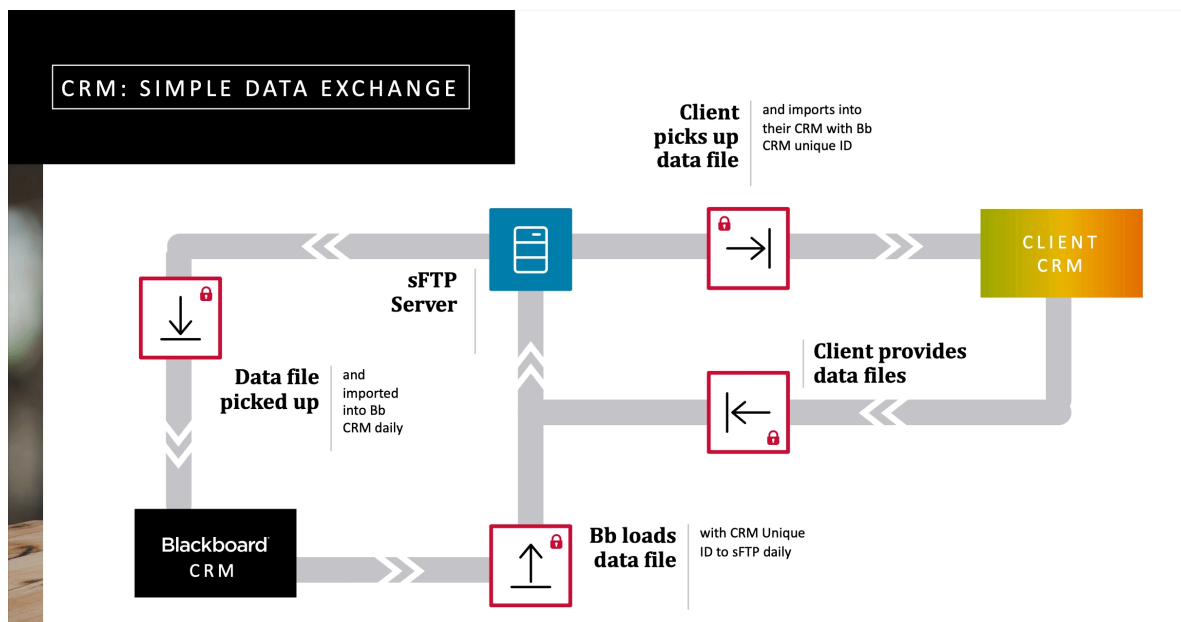 CRM: SIMPLE DATA EXCHANGE
Client
picks up
data file
and imports into
their CRM with Bb
CRM unique ID
CLIENT
CRM
sFTP
Server
Client provides
data files
Data file
picked up
and
imported
into Bb
CRM daily
Blackboard
CRM
Bb loads
data file
with CRM Unique
ID to sFTP daily